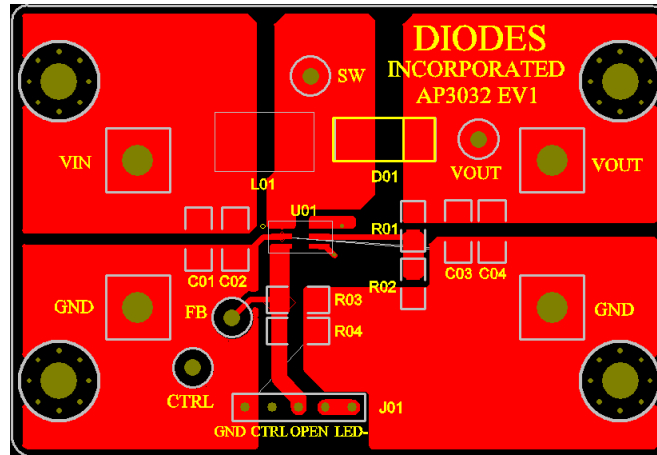 DIODES
INCORPORATED
AP3032 EV1
SW
VIN
L01
D01
VOUT
VOUT
U01
R01
C01 C02
C03 C04
R02
GND
FB
R03
GND
R04
CTRL
J01
GND CTRL OPEN LED-